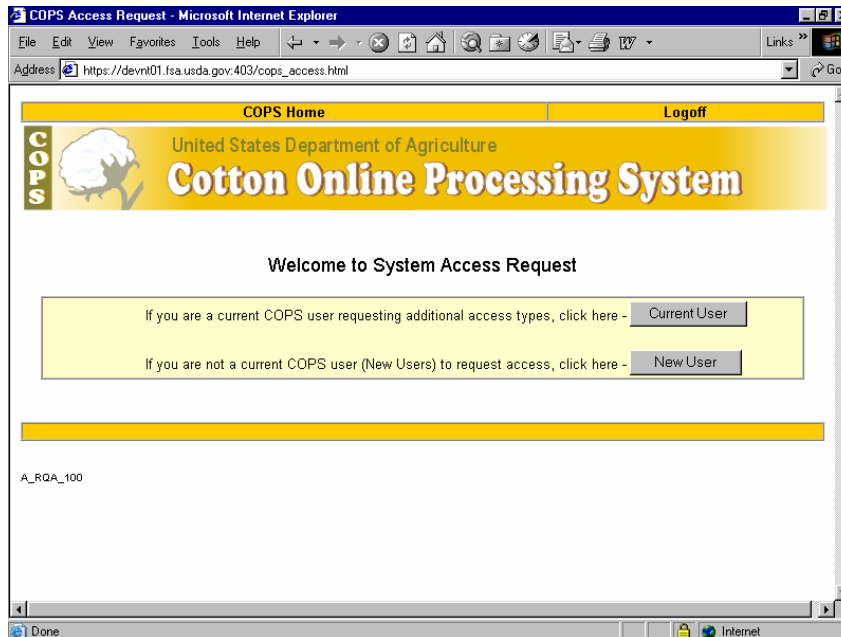 COPS Access Request - Microsoft Internet Explorer
File Edit View Favorites Tools Help Links »
Address https://devnt01.fsa.usda.gov:403/cops_access.html Go
COPS Home Logoff
COPS
United States Department of Agriculture
Cotton Online Processing System
Welcome to System Access Request
If you are a current COPS user requesting additional access types, click here - Current User
If you are not a current COPS user (New Users) to request access, click here - New User
A_RQA_100
Done Internet